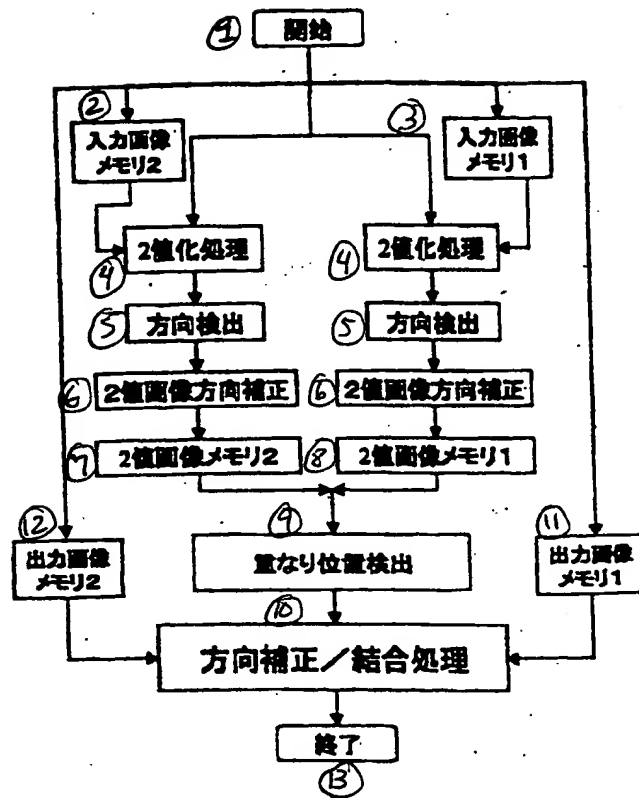 ① 開始
②
入力画像
メモリ2
③
入力画像
メモリ1
④ 2値化処理
④ 2値化処理
⑤ 方向検出
⑤ 方向検出
⑥ 2値画像方向補正
⑥ 2値画像方向補正
⑦ 2値画像メモリ2
⑧ 2値画像メモリ1
⑨
重なり位置検出
⑫
出力画像
メモリ2
⑪
出力画像
メモリ1
⑩
方向補正/結合処理
終了
⑬